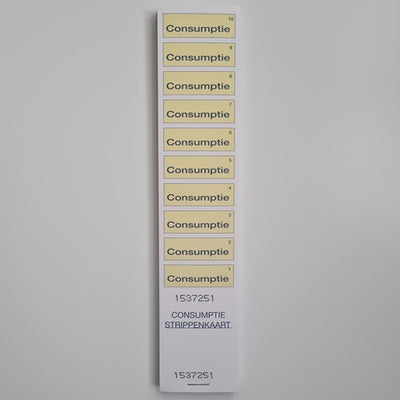 10
Consumptie
9
Consumptie
8
Consumptie
7
Consumptie
6
Consumptie
5
Consumptie
4
Consumptie
3
Consumptie
2
Consumptie
1
Consumptie
1537251
CONSUMPTIE
STRIPPENKAART
1537251